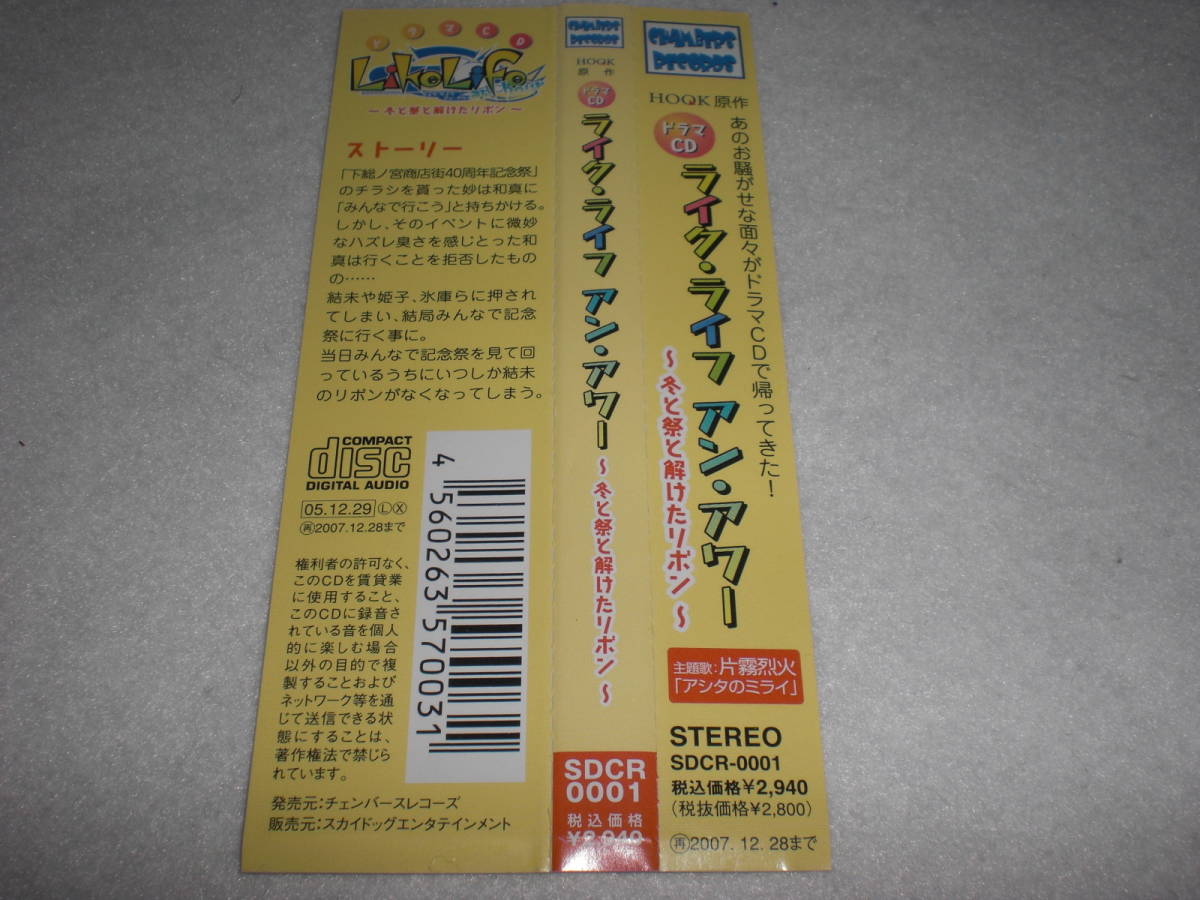 ドラマCD
LikeLife
～冬と祭と解けたリボン～
ストーリー
「下総ノ宮商店街40周年記念祭」
のチラシを貰った妙は和真に
「みんなで行こう」と持ちかける。
しかし、そのイベントに微妙
なハズレ臭さを感じとった和
真は行くことを拒否したもの
の……
結未や姫子、氷庫らに押され
てしまい、結局みんなで記念
祭に行く事に。
当日みんなで記念祭を見て回
っているうちにいつしか結未
のリボンがなくなってしまう。
COMPACT
disc
DIGITAL AUDIO
05.12.29 Ⓛ Ⓧ
㊢2007.12.28まで
権利者の許可なく、
このCDを賃貸業
に使用すること、
このCDに録音さ
れている音を個人
的に楽しむ場合
以外の目的で複
製することおよび
ネットワーク等を通
じて送信できる状
態にすることは、
著作権法で禁じら
れています。
4 560263 570031
発売元：チェンバースレコーズ
販売元：スカイドッグエンタテインメント
CHAMBERS
RECORDS
HOOK
原作
ドラマ
CD
ライク・ライフ アン・アワー
～冬と祭と解けたリボン～
SDCR
0001
税込価格
¥2,940
CHAMBERS
RECORDS
HOOK原作
あのお騒がせな面々がドラマCDで帰ってきた！
ドラマ
CD
ライク・ライフ アン・アワー
～冬と祭と解けたリボン～
主題歌：片霧烈火
「アシタのミライ」
STEREO
SDCR-0001
税込価格¥2,940
（税抜価格¥2,800）
再2007.12.28まで